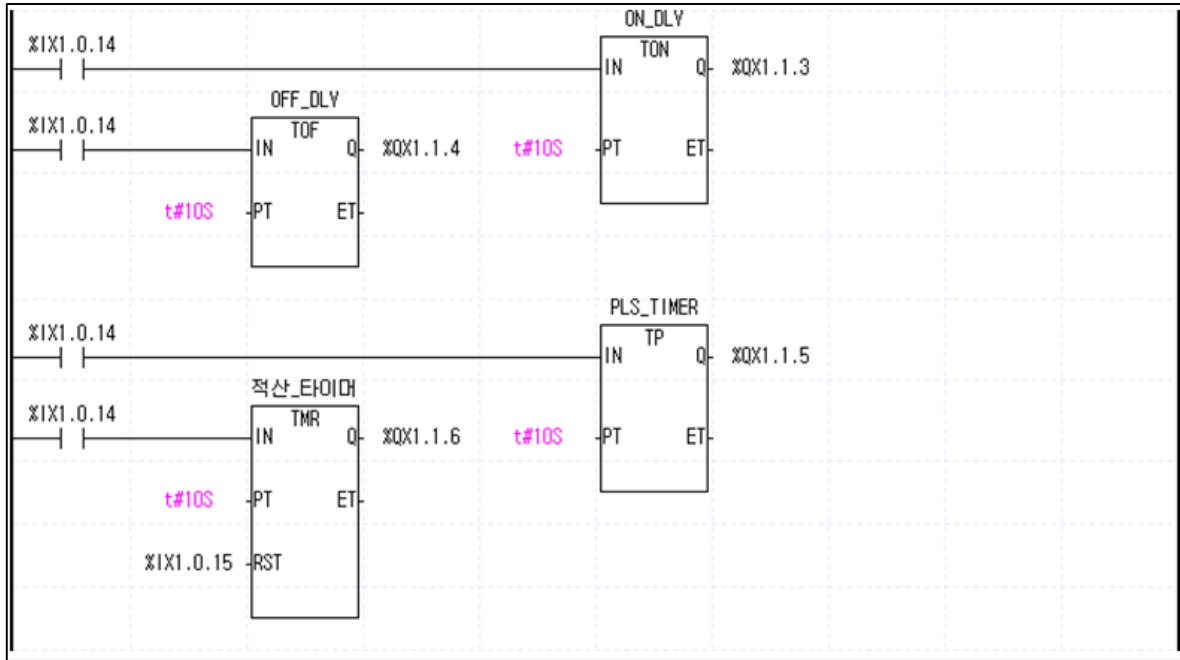 ON_DLY
%IX1.0.14 TON
IN Q %QX1.1.3
OFF_DLY
%IX1.0.14 TOF
IN Q %QX1.1.4 t#10S PT ET
t#10S PT ET
PLS_TIMER
%IX1.0.14 TP
IN Q %QX1.1.5
적산_타이머
%IX1.0.14 TMR
IN Q %QX1.1.6 t#10S PT ET
t#10S PT ET
%IX1.0.15 RST